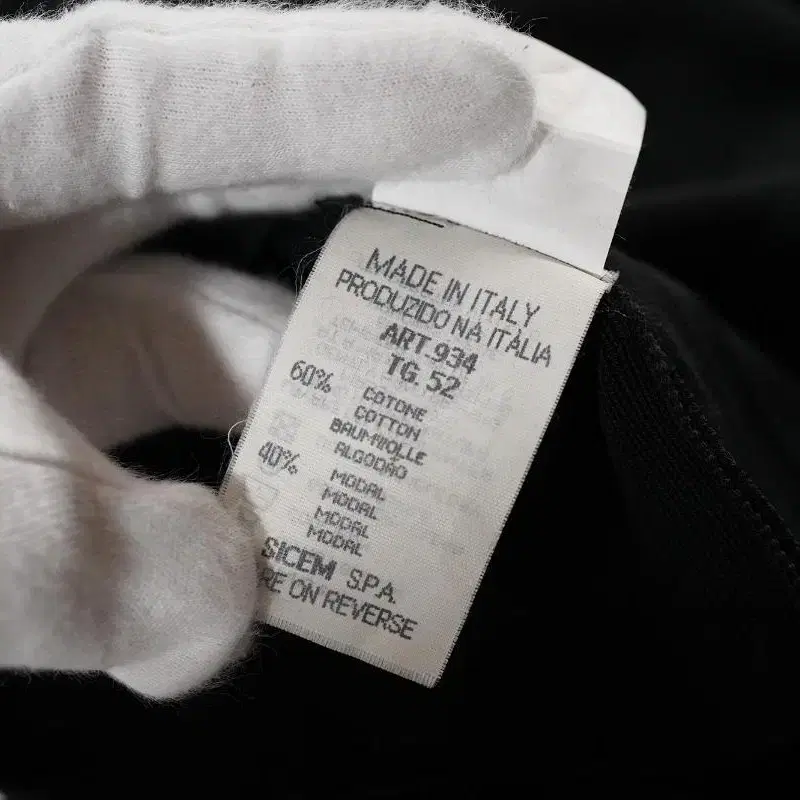 MADE IN ITALY
PRODUZIDO NA ITÀLIA
ART.934
TG. 52
60% COTONE
COTTON
BAUMWOLLE
ALGODÃO
40% MODAL
MODAL
MODAL
MODAL
SICEM S.P.A.
RE ON REVERSE